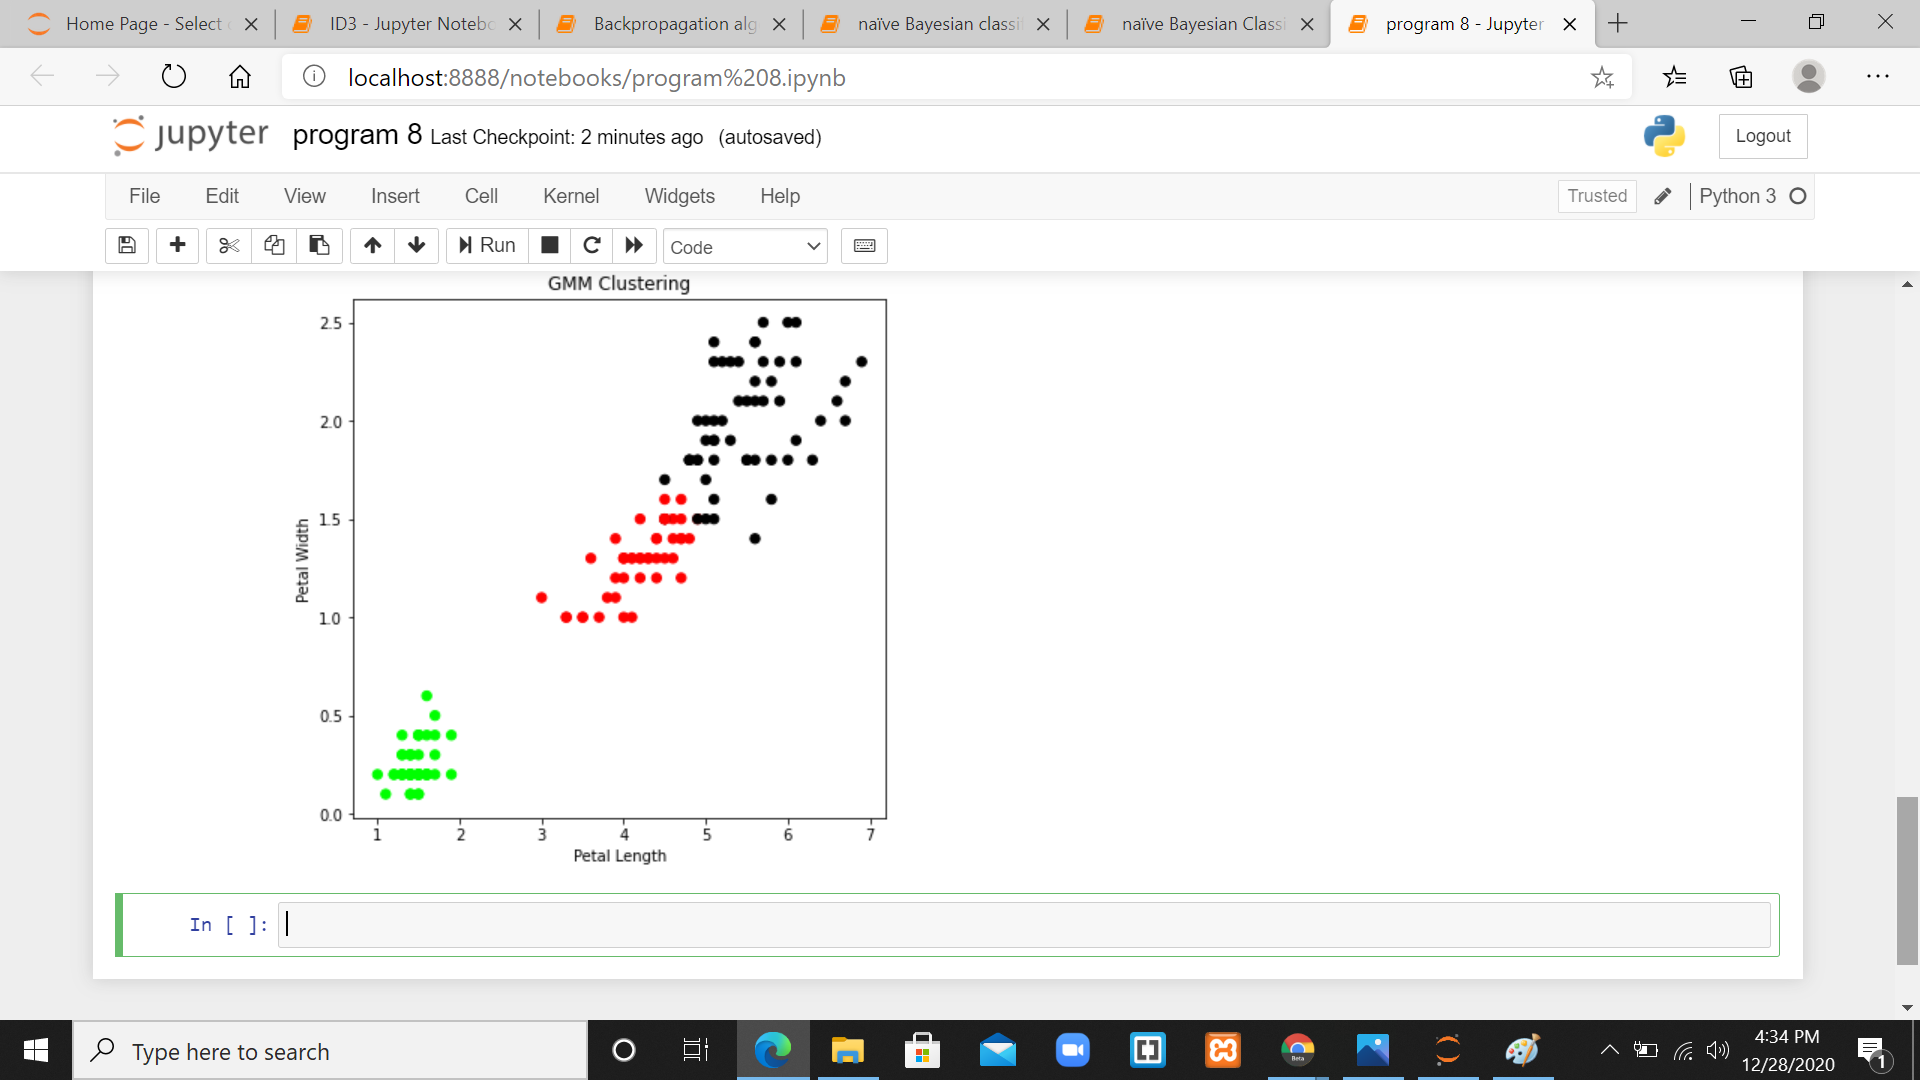 Home Page - Select
ID3 - Jupyter Notebo
Backpropagation alg
naïve Bayesian classi
naïve Bayesian Classi
program 8 - Jupyter
localhost:8888/notebooks/program%208.ipynb
jupyter program 8 Last Checkpoint: 2 minutes ago (autosaved)
Logout
File Edit View Insert Cell Kernel Widgets Help
Trusted
Python 3
Run
Code
GMM Clustering
2.5
2.0
1.5
1.0
0.5
0.0
Petal Width
1 2 3 4 5 6 7
Petal Length
In [ ]:
Type here to search
Beta
4:34 PM
12/28/2020
1